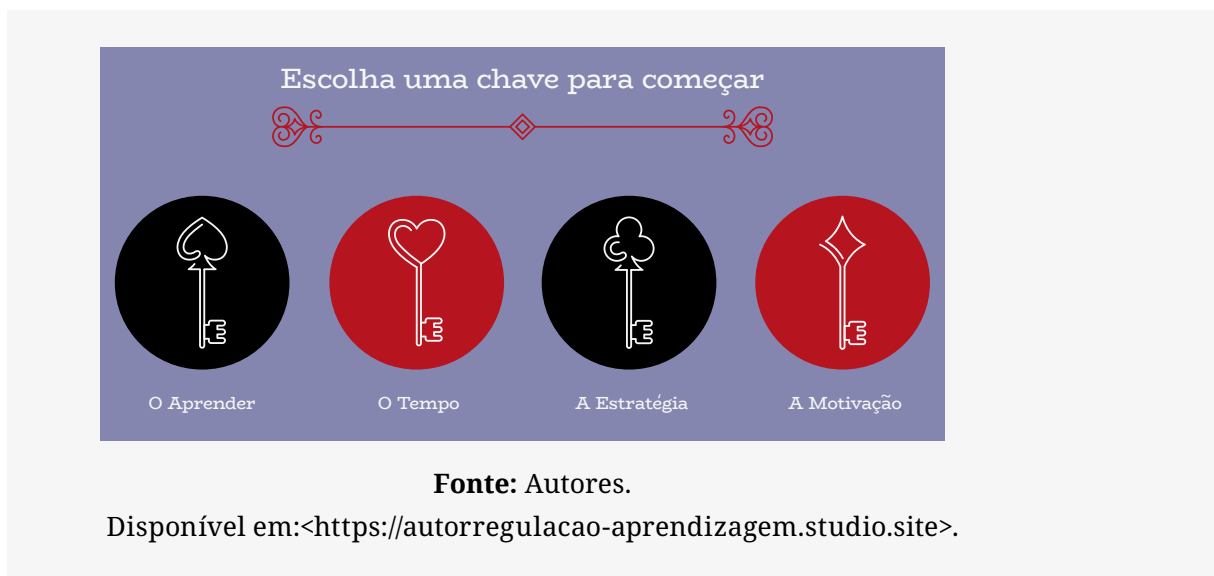 Escolha uma chave para começar
O Aprender
O Tempo
A Estratégia
A Motivação
Fonte: Autores.
Disponível em:<https://autorregulacao-aprendizagem.studio.site>.